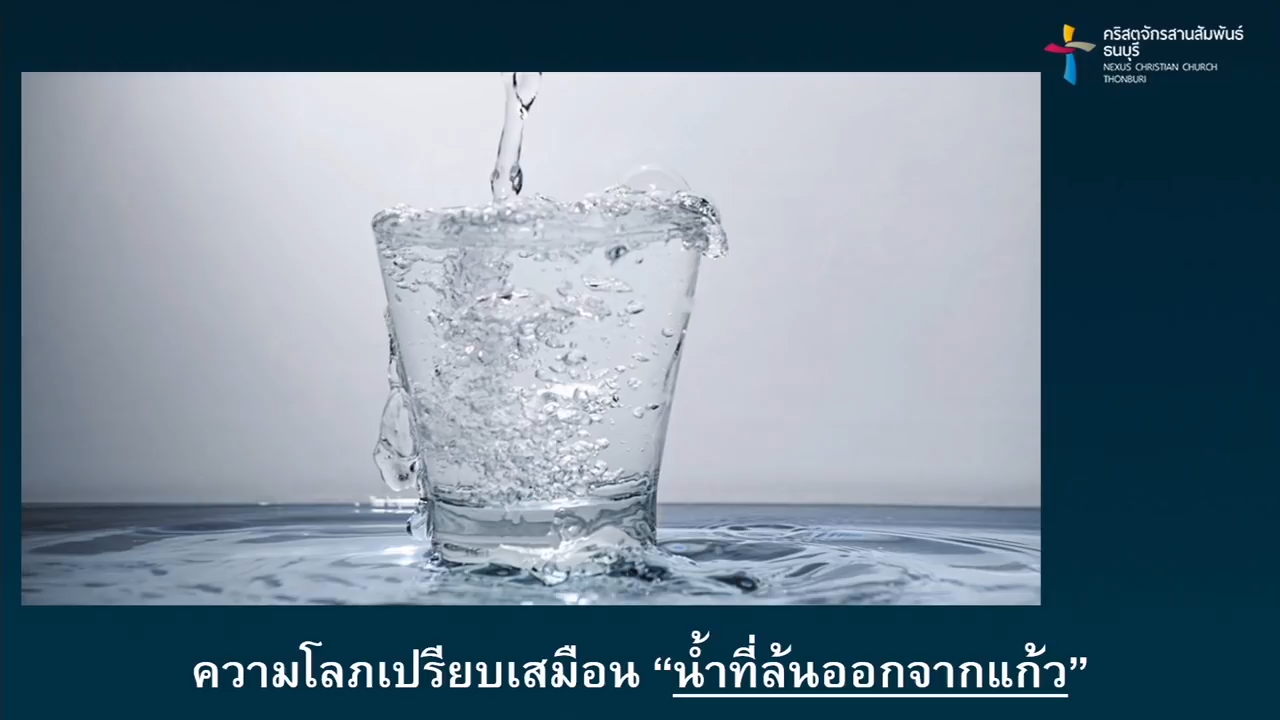 คริสตจักรสานสัมพันธ์
ธนบุรี
NEXUS CHRISTIAN CHURCH
THONBURI
ความโลภเปรียบเสมือน “น้ำที่ล้นออกจากแก้ว”